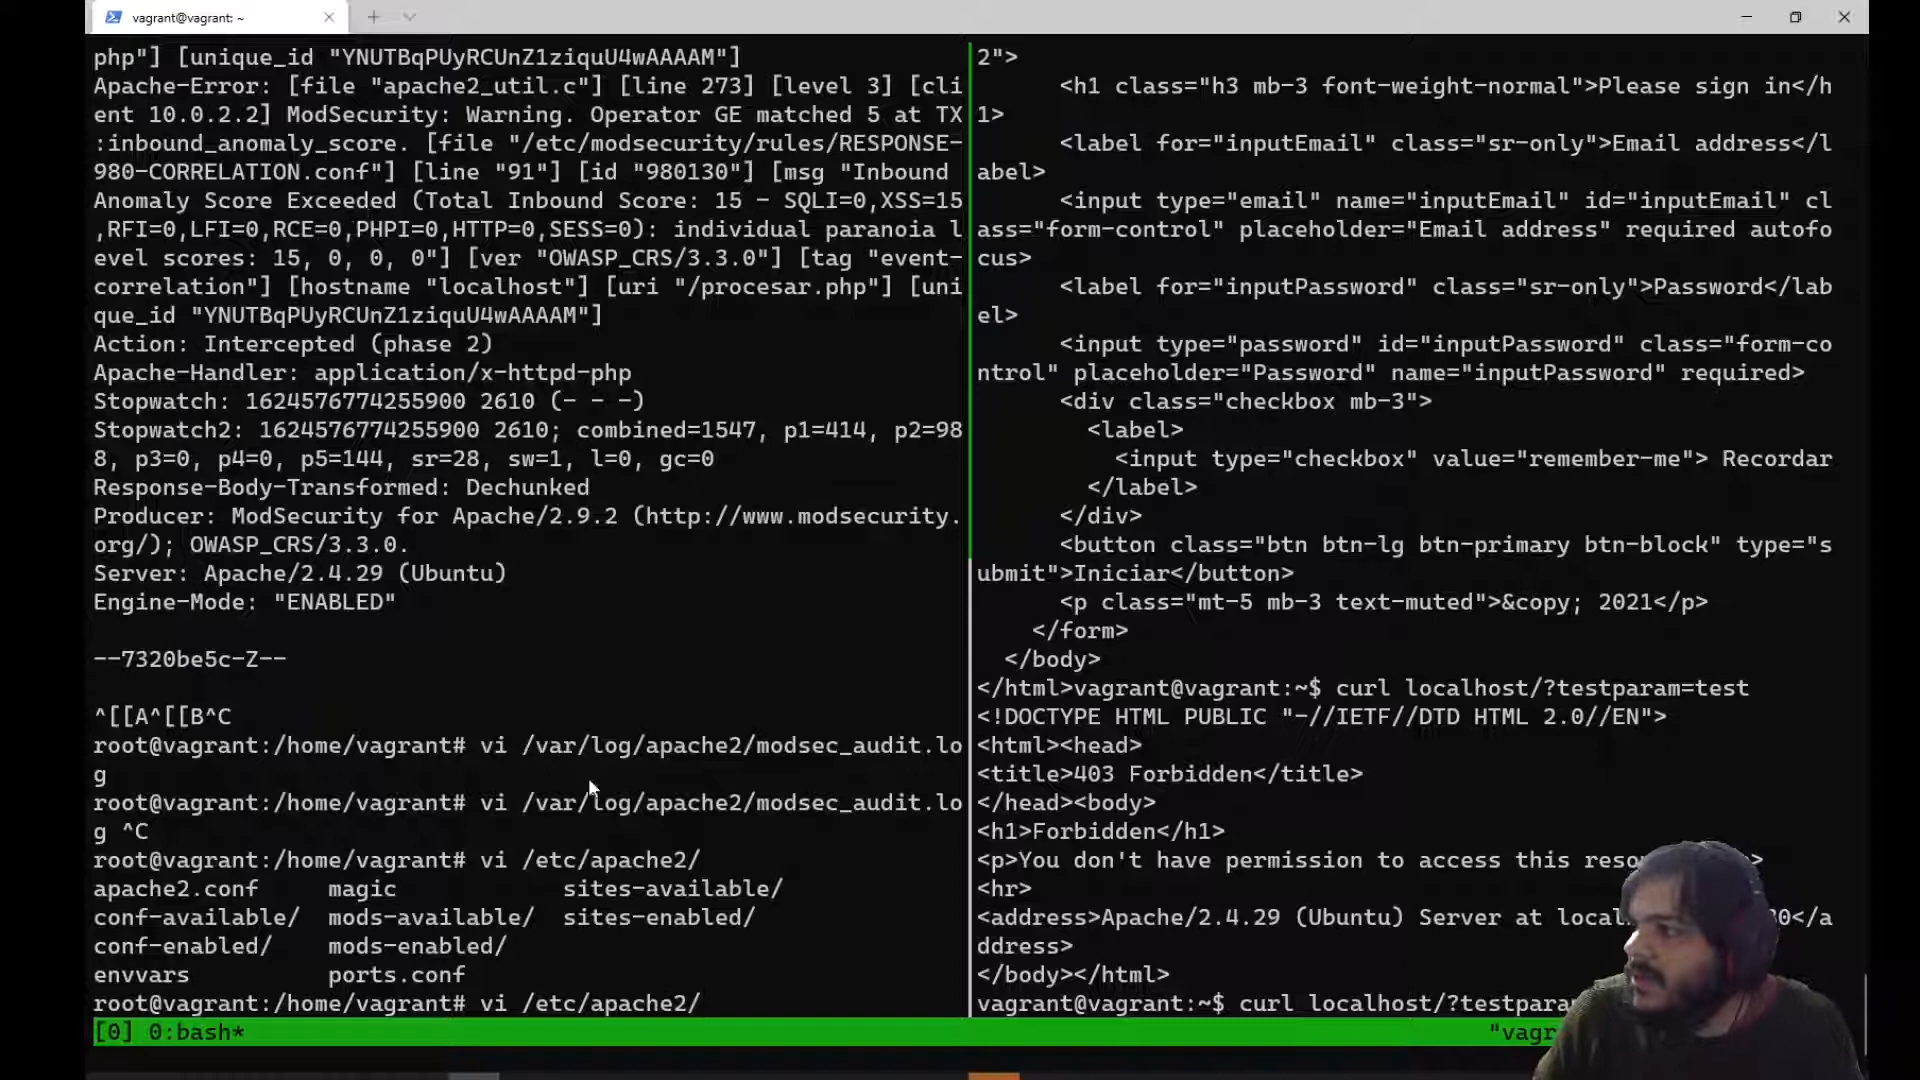 vagrant@vagrant: ~
php"] [unique_id "YNUTBqPUyRCUnZ1ziquU4wAAAAM"]
Apache-Error: [file "apache2_util.c"] [line 273] [level 3] [cli
ent 10.0.2.2] ModSecurity: Warning. Operator GE matched 5 at TX
:inbound_anomaly_score. [file "/etc/modsecurity/rules/RESPONSE-
980-CORRELATION.conf"] [line "91"] [id "980130"] [msg "Inbound
Anomaly Score Exceeded (Total Inbound Score: 15 - SQLI=0,XSS=15
,RFI=0,LFI=0,RCE=0,PHPI=0,HTTP=0,SESS=0): individual paranoia l
evel scores: 15, 0, 0, 0"] [ver "OWASP_CRS/3.3.0"] [tag "event-
correlation"] [hostname "localhost"] [uri "/procesar.php"] [uni
que_id "YNUTBqPUyRCUnZ1ziquU4wAAAAM"]
Action: Intercepted (phase 2)
Apache-Handler: application/x-httpd-php
Stopwatch: 1624576774255900 2610 (- - -)
Stopwatch2: 1624576774255900 2610; combined=1547, p1=414, p2=98
8, p3=0, p4=0, p5=144, sr=28, sw=1, l=0, gc=0
Response-Body-Transformed: Dechunked
Producer: ModSecurity for Apache/2.9.2 (http://www.modsecurity.
org/); OWASP_CRS/3.3.0.
Server: Apache/2.4.29 (Ubuntu)
Engine-Mode: "ENABLED"
--7320be5c-Z--
^[[A^[[B^C
root@vagrant:/home/vagrant# vi /var/log/apache2/modsec_audit.lo
g
root@vagrant:/home/vagrant# vi /var/log/apache2/modsec_audit.lo
g ^C
root@vagrant:/home/vagrant# vi /etc/apache2/
apache2.conf     magic            sites-available/
conf-available/  mods-available/  sites-enabled/
conf-enabled/    mods-enabled/
envvars          ports.conf
root@vagrant:/home/vagrant# vi /etc/apache2/
2">
<h1 class="h3 mb-3 font-weight-normal">Please sign in</h
1>
<label for="inputEmail" class="sr-only">Email address</l
abel>
<input type="email" name="inputEmail" id="inputEmail" cl
ass="form-control" placeholder="Email address" required autofo
cus>
<label for="inputPassword" class="sr-only">Password</lab
el>
<input type="password" id="inputPassword" class="form-co
ntrol" placeholder="Password" name="inputPassword" required>
<div class="checkbox mb-3">
<label>
<input type="checkbox" value="remember-me"> Recordar
</label>
</div>
<button class="btn btn-lg btn-primary btn-block" type="s
ubmit">Iniciar</button>
<p class="mt-5 mb-3 text-muted">&copy; 2021</p>
</form>
</body>
</html>vagrant@vagrant:~$ curl localhost/?testparam=test
<!DOCTYPE HTML PUBLIC "-//IETF//DTD HTML 2.0//EN">
<html><head>
<title>403 Forbidden</title>
</head><body>
<h1>Forbidden</h1>
<p>You don't have permission to access this
<hr>
<address>Apache/2.4.29 (Ubuntu) Server at </a
ddress>
</body></html>
vagrant@vagrant:~$ curl
[0] 0:bash*